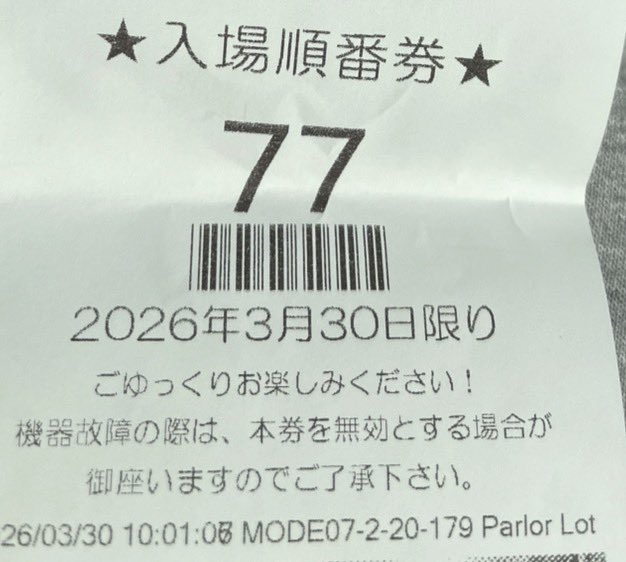 ★入場順番券★
77
2026年3月30日限り
ごゆっくりお楽しみください！
機器故障の際は、本券を無効とする場合が
御座いますのでご了承下さい。
26/03/30 10:01:06 MODE07-2-20-179 Parlor Lot